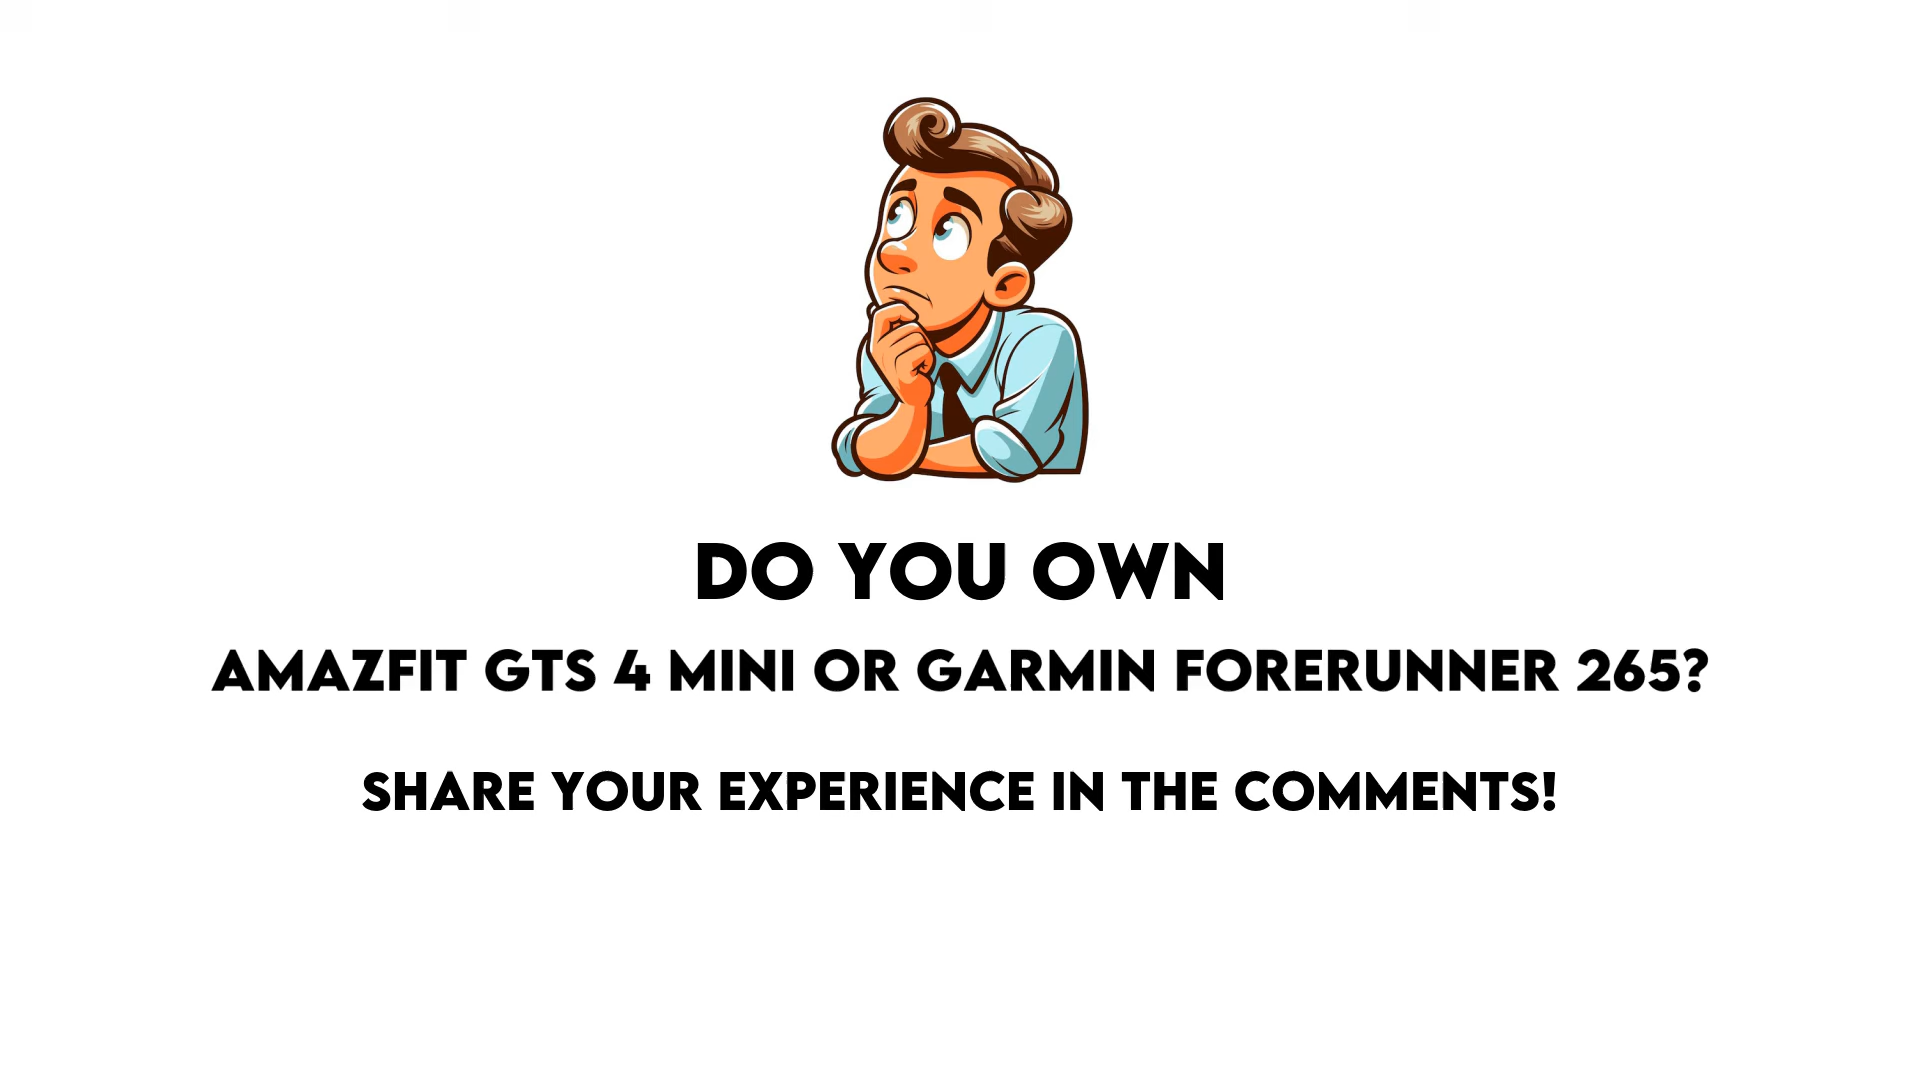 DO YOU OWN
AMAZFIT GTS 4 MINI OR GARMIN FORERUNNER 265?
SHARE YOUR EXPERIENCE IN THE COMMENTS!